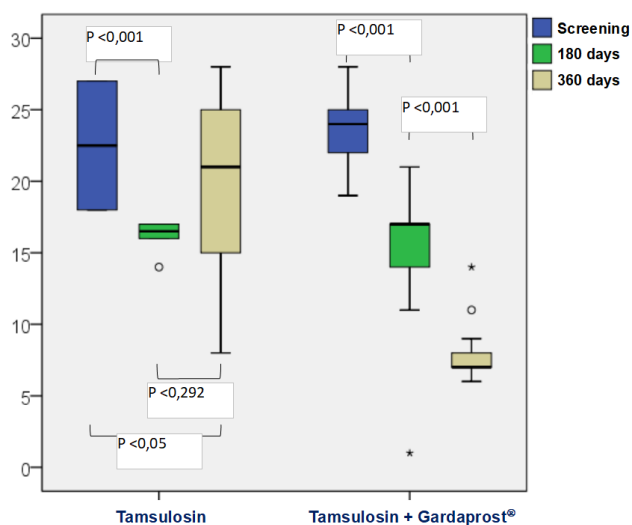 P <0,001
P <0,001
P <0,001
P <0,292
P <0,05
30
25
20
15
10
5
0
Screening
180 days
360 days
Tamsulosin
Tamsulosin + Gardaprost®